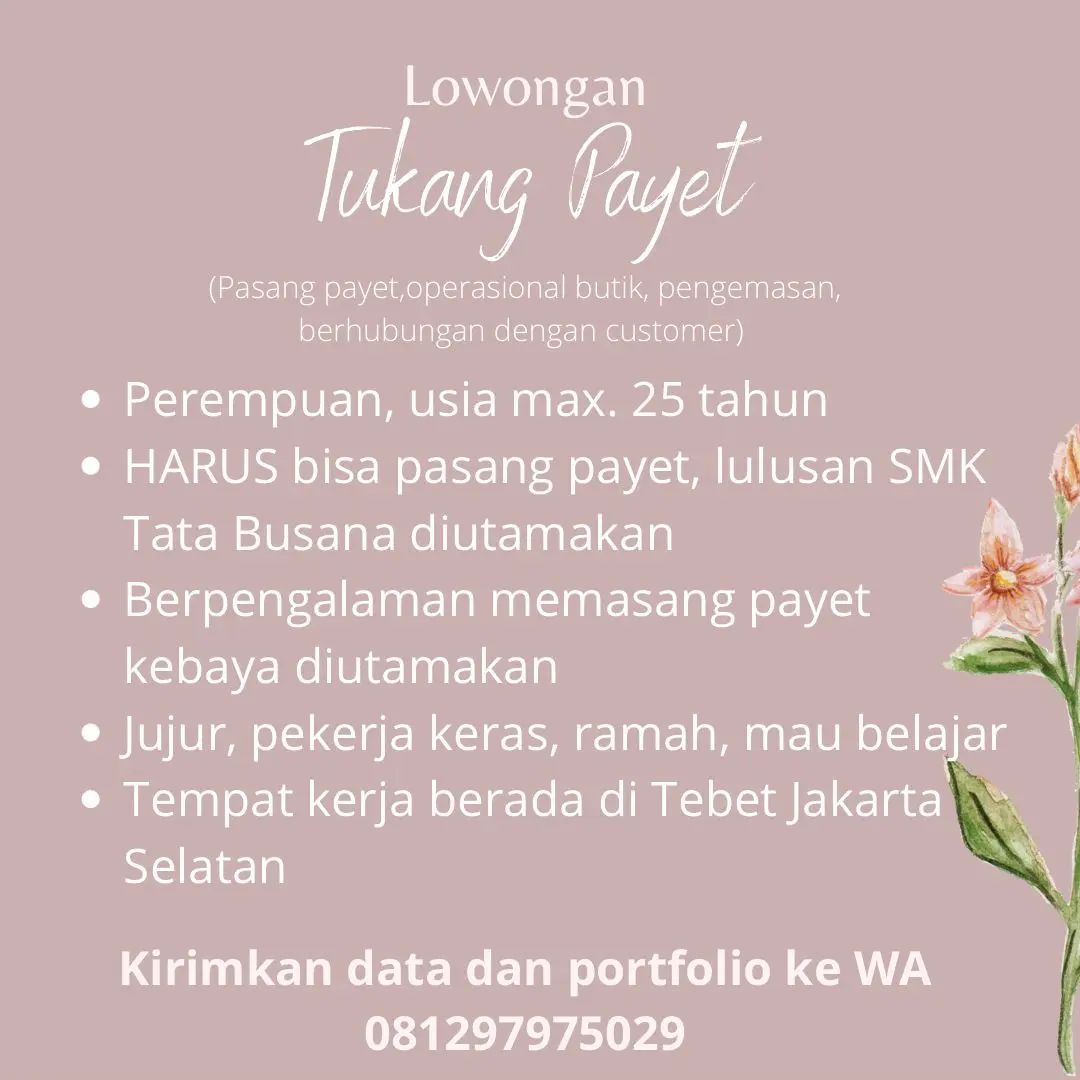 Lowongan
Tukang Payet
(Pasang payet,operasional butik, pengemasan,
berhubungan dengan customer)
• Perempuan, usia max. 25 tahun
• HARUS bisa pasang payet, lulusan SMK
Tata Busana diutamakan
• Berpengalaman memasang payet
kebaya diutamakan
• Jujur, pekerja keras, ramah, mau belajar
• Tempat kerja berada di Tebet Jakarta
Selatan
Kirimkan data dan portfolio ke WA
081297975029